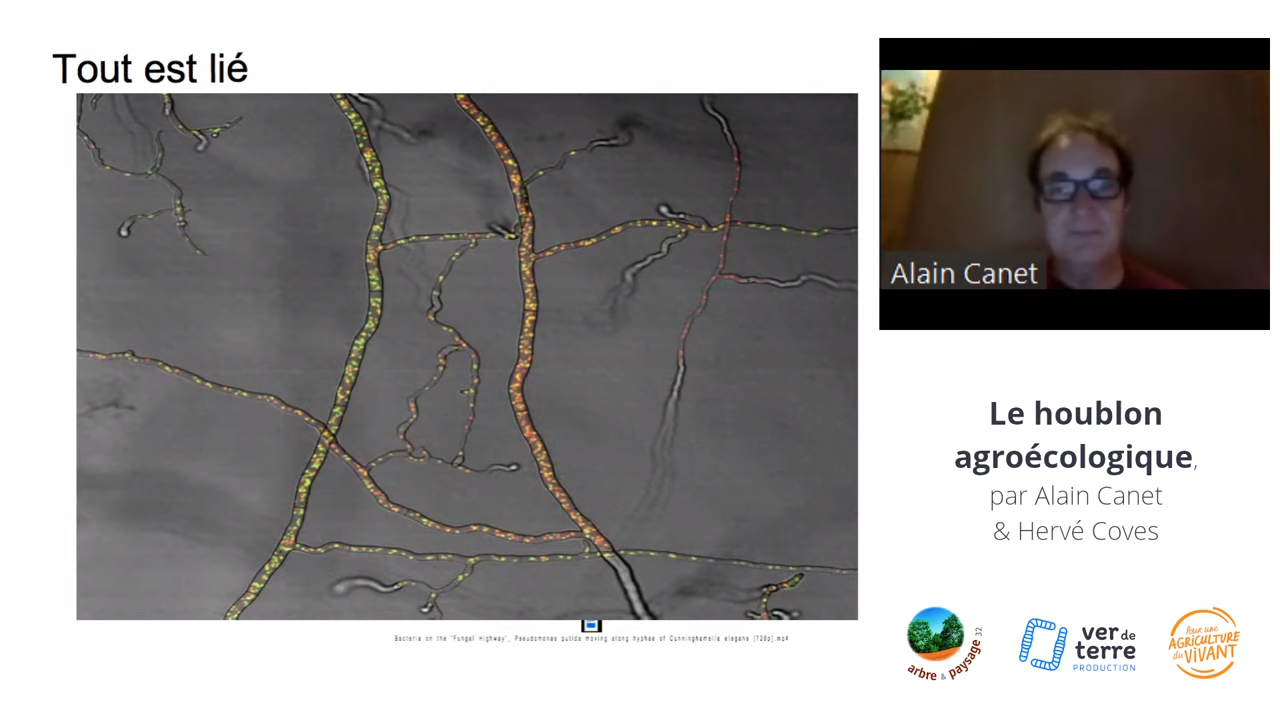 Tout est lié
Bacteria on the "Fungal Highway", Pseudomonas putida moving along hyphae of Cunninghamella elegans [720p].mp4
Alain Canet
Le houblon
agroécologique,
par Alain Canet
& Hervé Coves
arbre & paysage 32
ver de
terre
PRODUCTION
Pour une
AGRICULTURE
du ViVANT